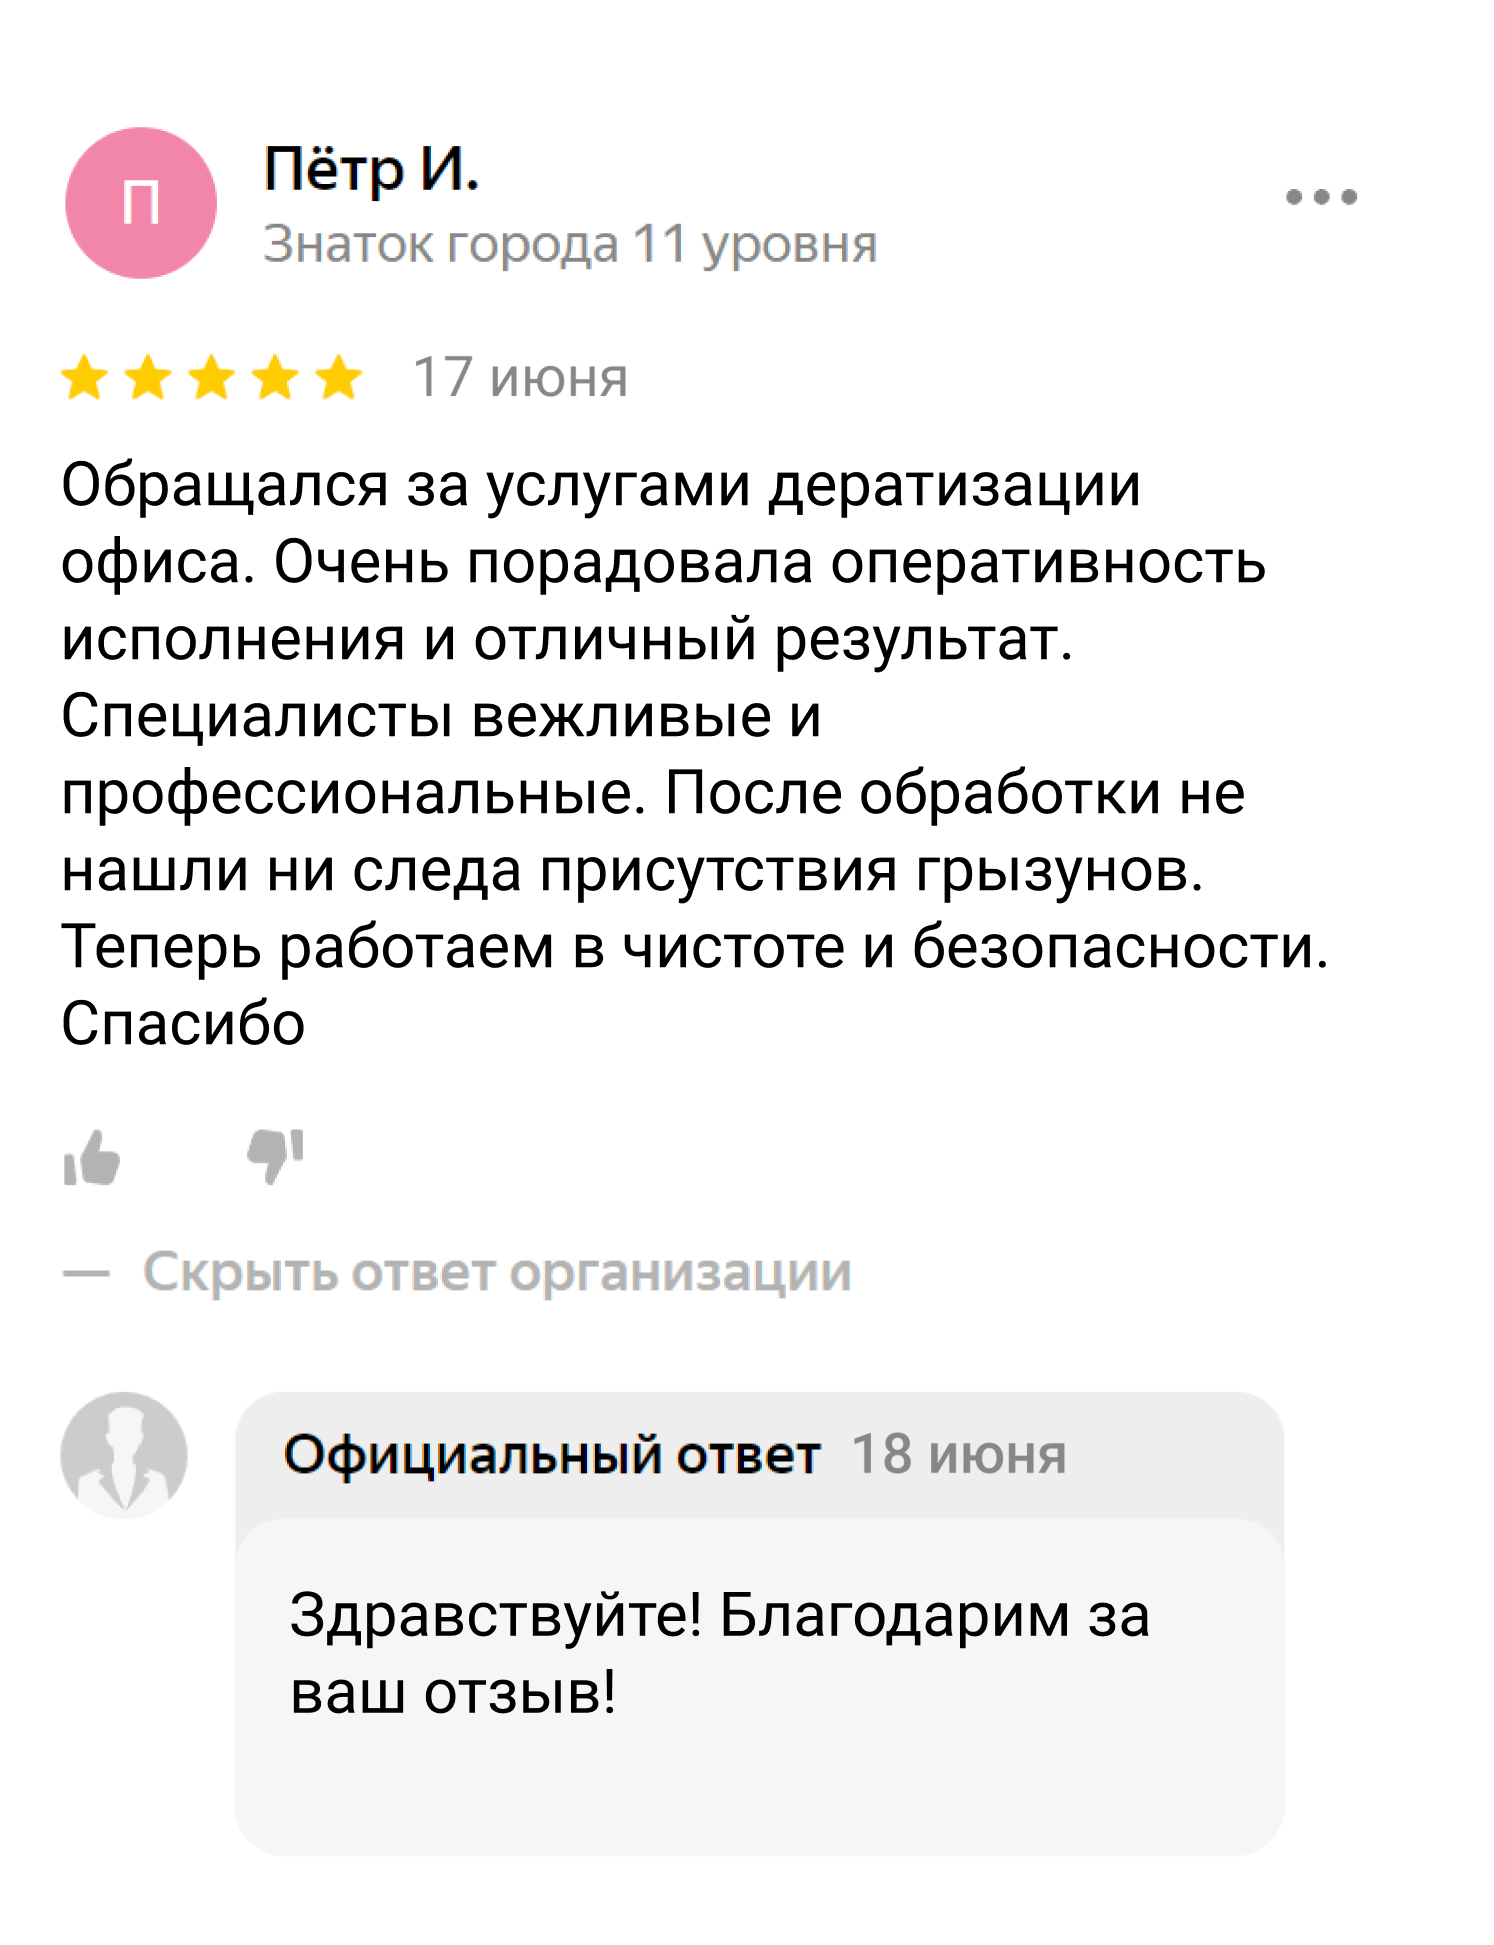 П
Пётр И.
Знаток города 11 уровня
17 июня
Обращался за услугами дератизации
офиса. Очень порадовала оперативность
исполнения и отличный результат.
Специалисты вежливые и
профессиональные. После обработки не
нашли ни следа присутствия грызунов.
Теперь работаем в чистоте и безопасности.
Спасибо
— Скрыть ответ организации
Официальный ответ 18 июня
Здравствуйте! Благодарим за
ваш отзыв!